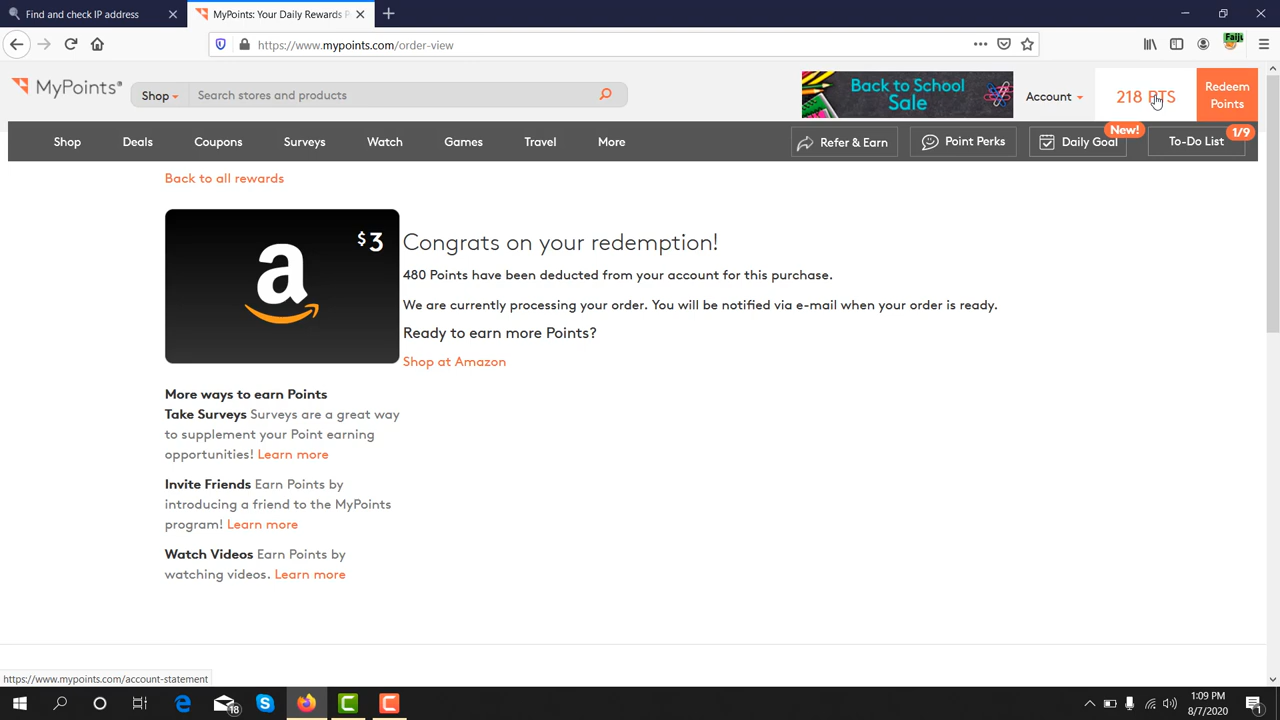 Find and check IP address
MyPoints: Your Daily Rewards P
https://www.mypoints.com/order-view
Faiji
MyPoints®
Shop
Search stores and products
Back to School
Sale
Account
218 PTS
Redeem
Points
Shop
Deals
Coupons
Surveys
Watch
Games
Travel
More
Refer & Earn
Point Perks
New!
Daily Goal
1/9
To-Do List
Back to all rewards
$3
a
Congrats on your redemption!
480 Points have been deducted from your account for this purchase.
We are currently processing your order. You will be notified via e-mail when your order is ready.
Ready to earn more Points?
Shop at Amazon
More ways to earn Points
Take Surveys Surveys are a great way
to supplement your Point earning
opportunities! Learn more
Invite Friends Earn Points by
introducing a friend to the MyPoints
program! Learn more
Watch Videos Earn Points by
watching videos. Learn more
https://www.mypoints.com/account-statement
18
1:09 PM
8/7/2020
1